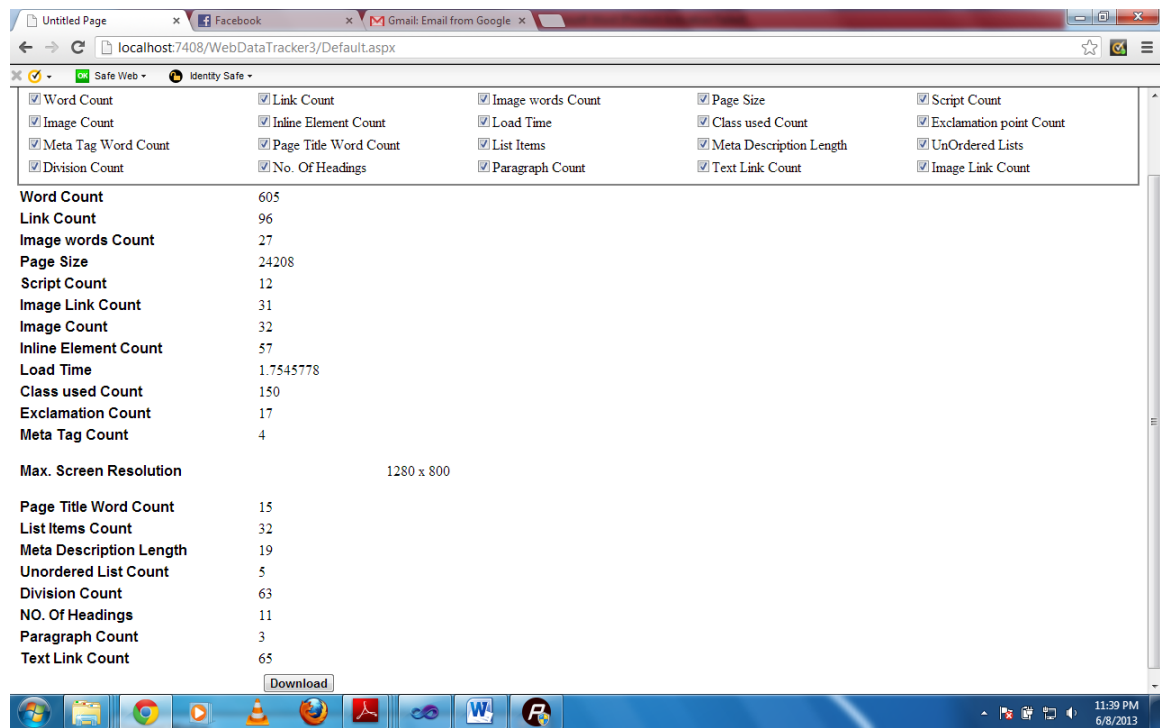 Untitled Page × Facebook × Gmail: Email from Google ×
localhost:7408/WebDataTracker3/Default.aspx
OK Safe Web Identity Safe
Word Count Link Count Image words Count Page Size Script Count
Image Count Inline Element Count Load Time Class used Count Exclamation point Count
Meta Tag Word Count Page Title Word Count List Items Meta Description Length UnOrdered Lists
Division Count No. Of Headings Paragraph Count Text Link Count Image Link Count
Word Count 605
Link Count 96
Image words Count 27
Page Size 24208
Script Count 12
Image Link Count 31
Image Count 32
Inline Element Count 57
Load Time 1.7545778
Class used Count 150
Exclamation Count 17
Meta Tag Count 4
Max. Screen Resolution 1280 x 800
Page Title Word Count 15
List Items Count 32
Meta Description Length 19
Unordered List Count 5
Division Count 63
NO. Of Headings 11
Paragraph Count 3
Text Link Count 65
Download
11:39 PM
6/8/2013